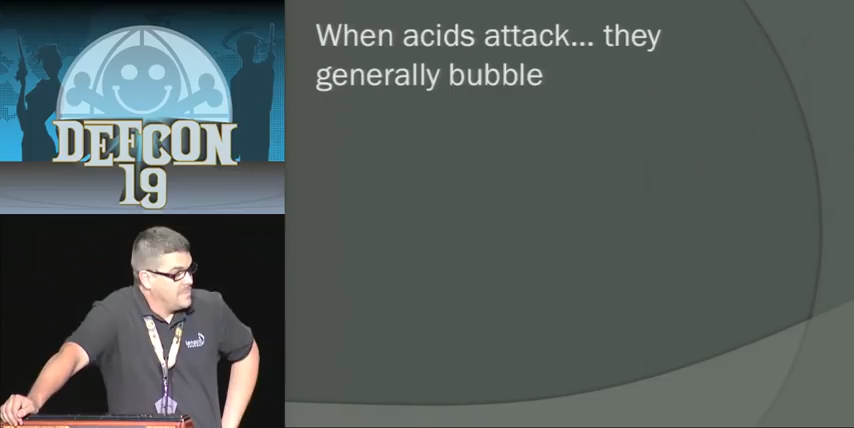 When acids attack... they
generally bubble
DEFCON
19